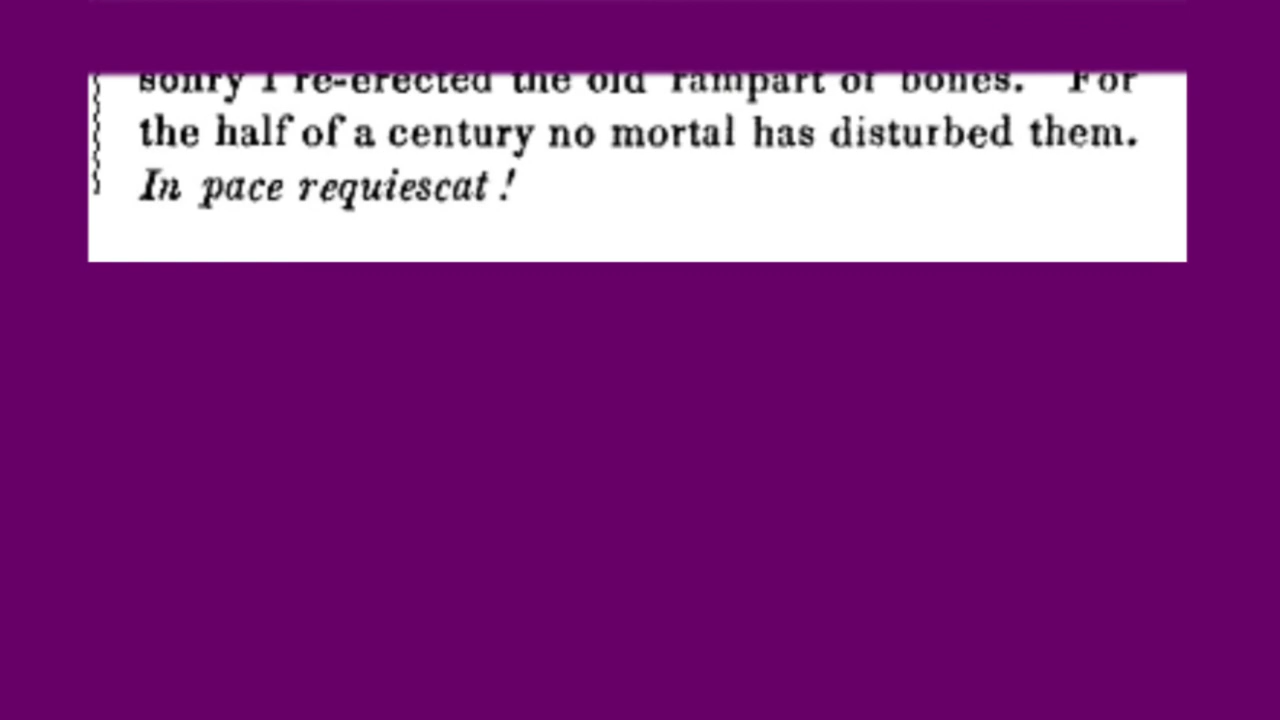 sonry I re-erected the old rampart of bones. For
the half of a century no mortal has disturbed them.
In pace requiescat!